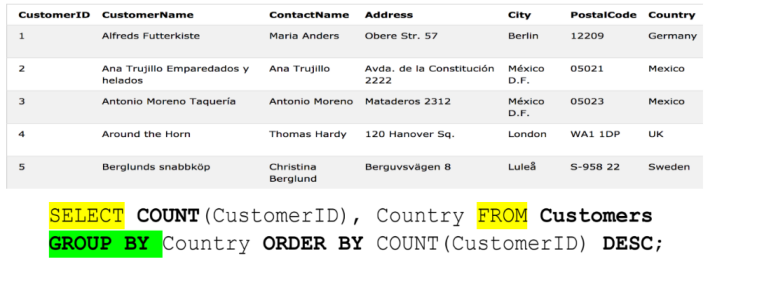 CustomerID CustomerName ContactName Address City PostalCode Country
1 Alfreds Futterkiste Maria Anders Obere Str. 57 Berlin 12209 Germany
2 Ana Trujillo Emparedados y helados Ana Trujillo Avda. de la Constitución 2222 México D.F. 05021 Mexico
3 Antonio Moreno Taquería Antonio Moreno Mataderos 2312 México D.F. 05023 Mexico
4 Around the Horn Thomas Hardy 120 Hanover Sq. London WA1 1DP UK
5 Berglunds snabbköp Christina Berglund Berguvsvägen 8 Luleå S-958 22 Sweden
SELECT COUNT(CustomerID), Country FROM Customers
GROUP BY Country ORDER BY COUNT(CustomerID) DESC;